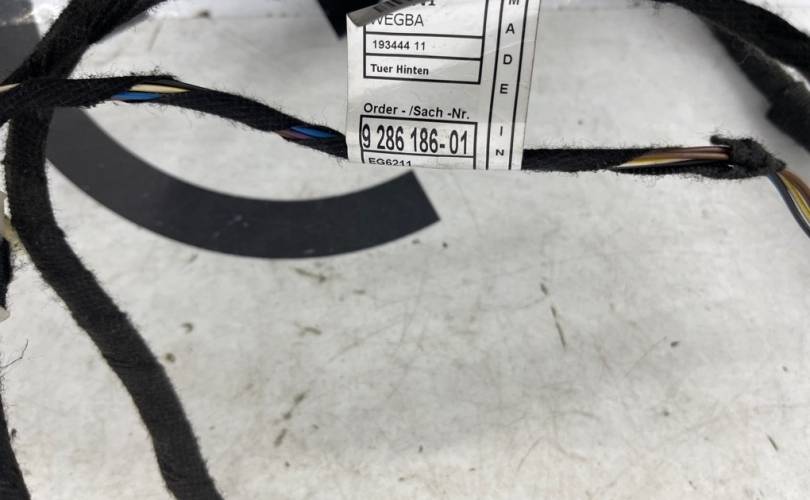 WEGBA
193444 11
Tuer Hinten
Order - /Sach -Nr.
9 286 186-01
EG6211
MADE IN